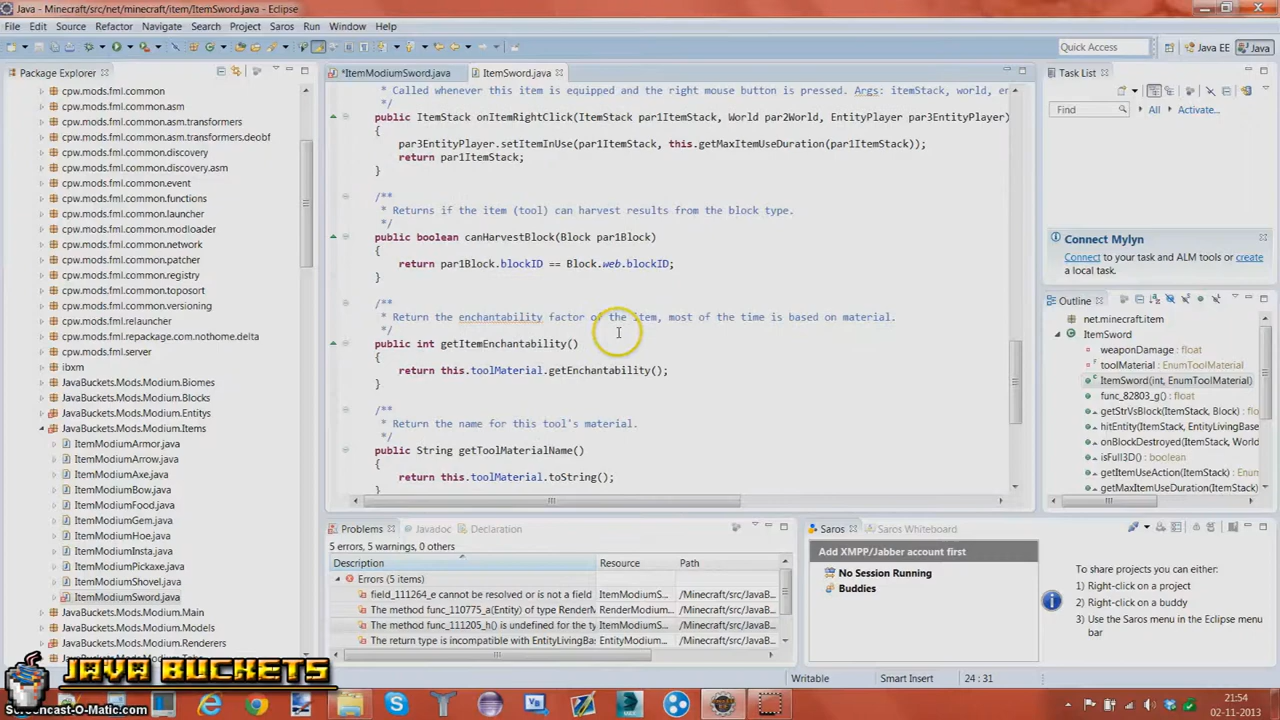 Java - Minecraft/src/net/minecraft/item/ItemSword.java - Eclipse
File Edit Source Refactor Navigate Search Project Saros Run Window Help
Quick Access
Java EE
Java
Package Explorer
cpw.mods.fml.common
cpw.mods.fml.common.asm
cpw.mods.fml.common.asm.transformers
cpw.mods.fml.common.asm.transformers.deobf
cpw.mods.fml.common.discovery
cpw.mods.fml.common.discovery.asm
cpw.mods.fml.common.event
cpw.mods.fml.common.functions
cpw.mods.fml.common.launcher
cpw.mods.fml.common.modloader
cpw.mods.fml.common.network
cpw.mods.fml.common.patcher
cpw.mods.fml.common.registry
cpw.mods.fml.common.toposort
cpw.mods.fml.common.versioning
cpw.mods.fml.relauncher
cpw.mods.fml.repackage.com.nothome.delta
cpw.mods.fml.server
ibxm
JavaBuckets.Mods.Modium.Biomes
JavaBuckets.Mods.Modium.Blocks
JavaBuckets.Mods.Modium.Entitys
JavaBuckets.Mods.Modium.Items
ItemModiumArmor.java
ItemModiumArrow.java
ItemModiumAxe.java
ItemModiumBow.java
ItemModiumFood.java
ItemModiumGem.java
ItemModiumHoe.java
ItemModiumInsta.java
ItemModiumPickaxe.java
ItemModiumShovel.java
ItemModiumSword.java
JavaBuckets.Mods.Modium.Main
JavaBuckets.Mods.Modium.Models
JavaBuckets.Mods.Modium.Renderers
*ItemModiumSword.java
ItemSword.java
* Called whenever this item is equipped and the right mouse button is pressed. Args: itemStack, world, en
*/
public ItemStack onItemRightClick(ItemStack par1ItemStack, World par2World, EntityPlayer par3EntityPlayer)
{
par3EntityPlayer.setItemInUse(par1ItemStack, this.getMaxItemUseDuration(par1ItemStack));
return par1ItemStack;
}
/**
* Returns if the item (tool) can harvest results from the block type.
*/
public boolean canHarvestBlock(Block par1Block)
{
return par1Block.blockID == Block.web.blockID;
}
/**
* Return the enchantability factor of the item, most of the time is based on material.
*/
public int getItemEnchantability()
{
return this.toolMaterial.getEnchantability();
}
/**
* Return the name for this tool's material.
*/
public String getToolMaterialName()
{
return this.toolMaterial.toString();
}
Task List
Find
All
Activate...
Connect Mylyn
Connect to your task and ALM tools or create
a local task.
Outline
net.minecraft.item
ItemSword
weaponDamage : float
toolMaterial : EnumToolMaterial
ItemSword(int, EnumToolMaterial)
func_82803_g() : float
getStrVsBlock(ItemStack, Block) : float
hitEntity(ItemStack, EntityLivingBase
onBlockDestroyed(ItemStack, World
isFull3D() : boolean
getItemUseAction(ItemStack) : Enum
getMaxItemUseDuration(ItemStack)
Problems
Javadoc
Declaration
5 errors, 5 warnings, 0 others
Description Resource Path
Errors (5 items)
field_111264_e cannot be resolved or is not a field ItemModiumS... /Minecraft/src/JavaB...
The method func_110775_a(Entity) of type RenderM RenderModium... /Minecraft/src/JavaB...
The method func_111205_h() is undefined for the ty ItemModiumS... /Minecraft/src/JavaB...
The return type is incompatible with EntityLivingBase EntityModium... /Minecraft/src/JavaB...
Saros
Saros Whiteboard
Add XMPP/Jabber account first
No Session Running
Buddies
To share projects you can either:
1) Right-click on a project
2) Right-click on a buddy
3) Use the Saros menu in the Eclipse menu
bar
Writable
Smart Insert
24 : 31
JAVA BUCKETS
Screencast-O-Matic.com
21:54
02-11-2013